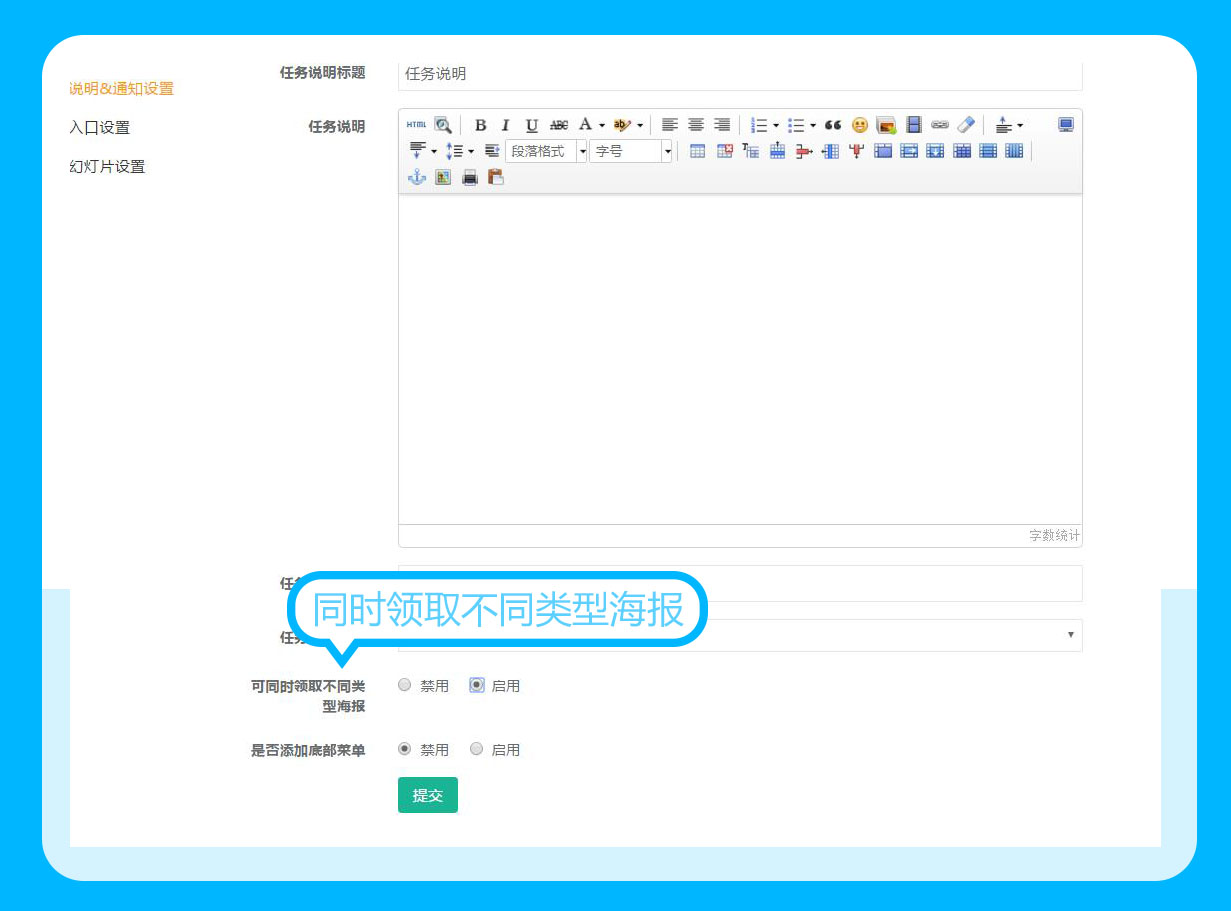 任务说明标题 任务说明
说明&通知设置
入口设置
幻灯片设置
任务说明
HTML B I U ABC A ab
段落格式 字号
字数统计
任务
同时领取不同类型海报
任务
可同时领取不同类 禁用 启用
型海报
是否添加底部菜单 禁用 启用
提交